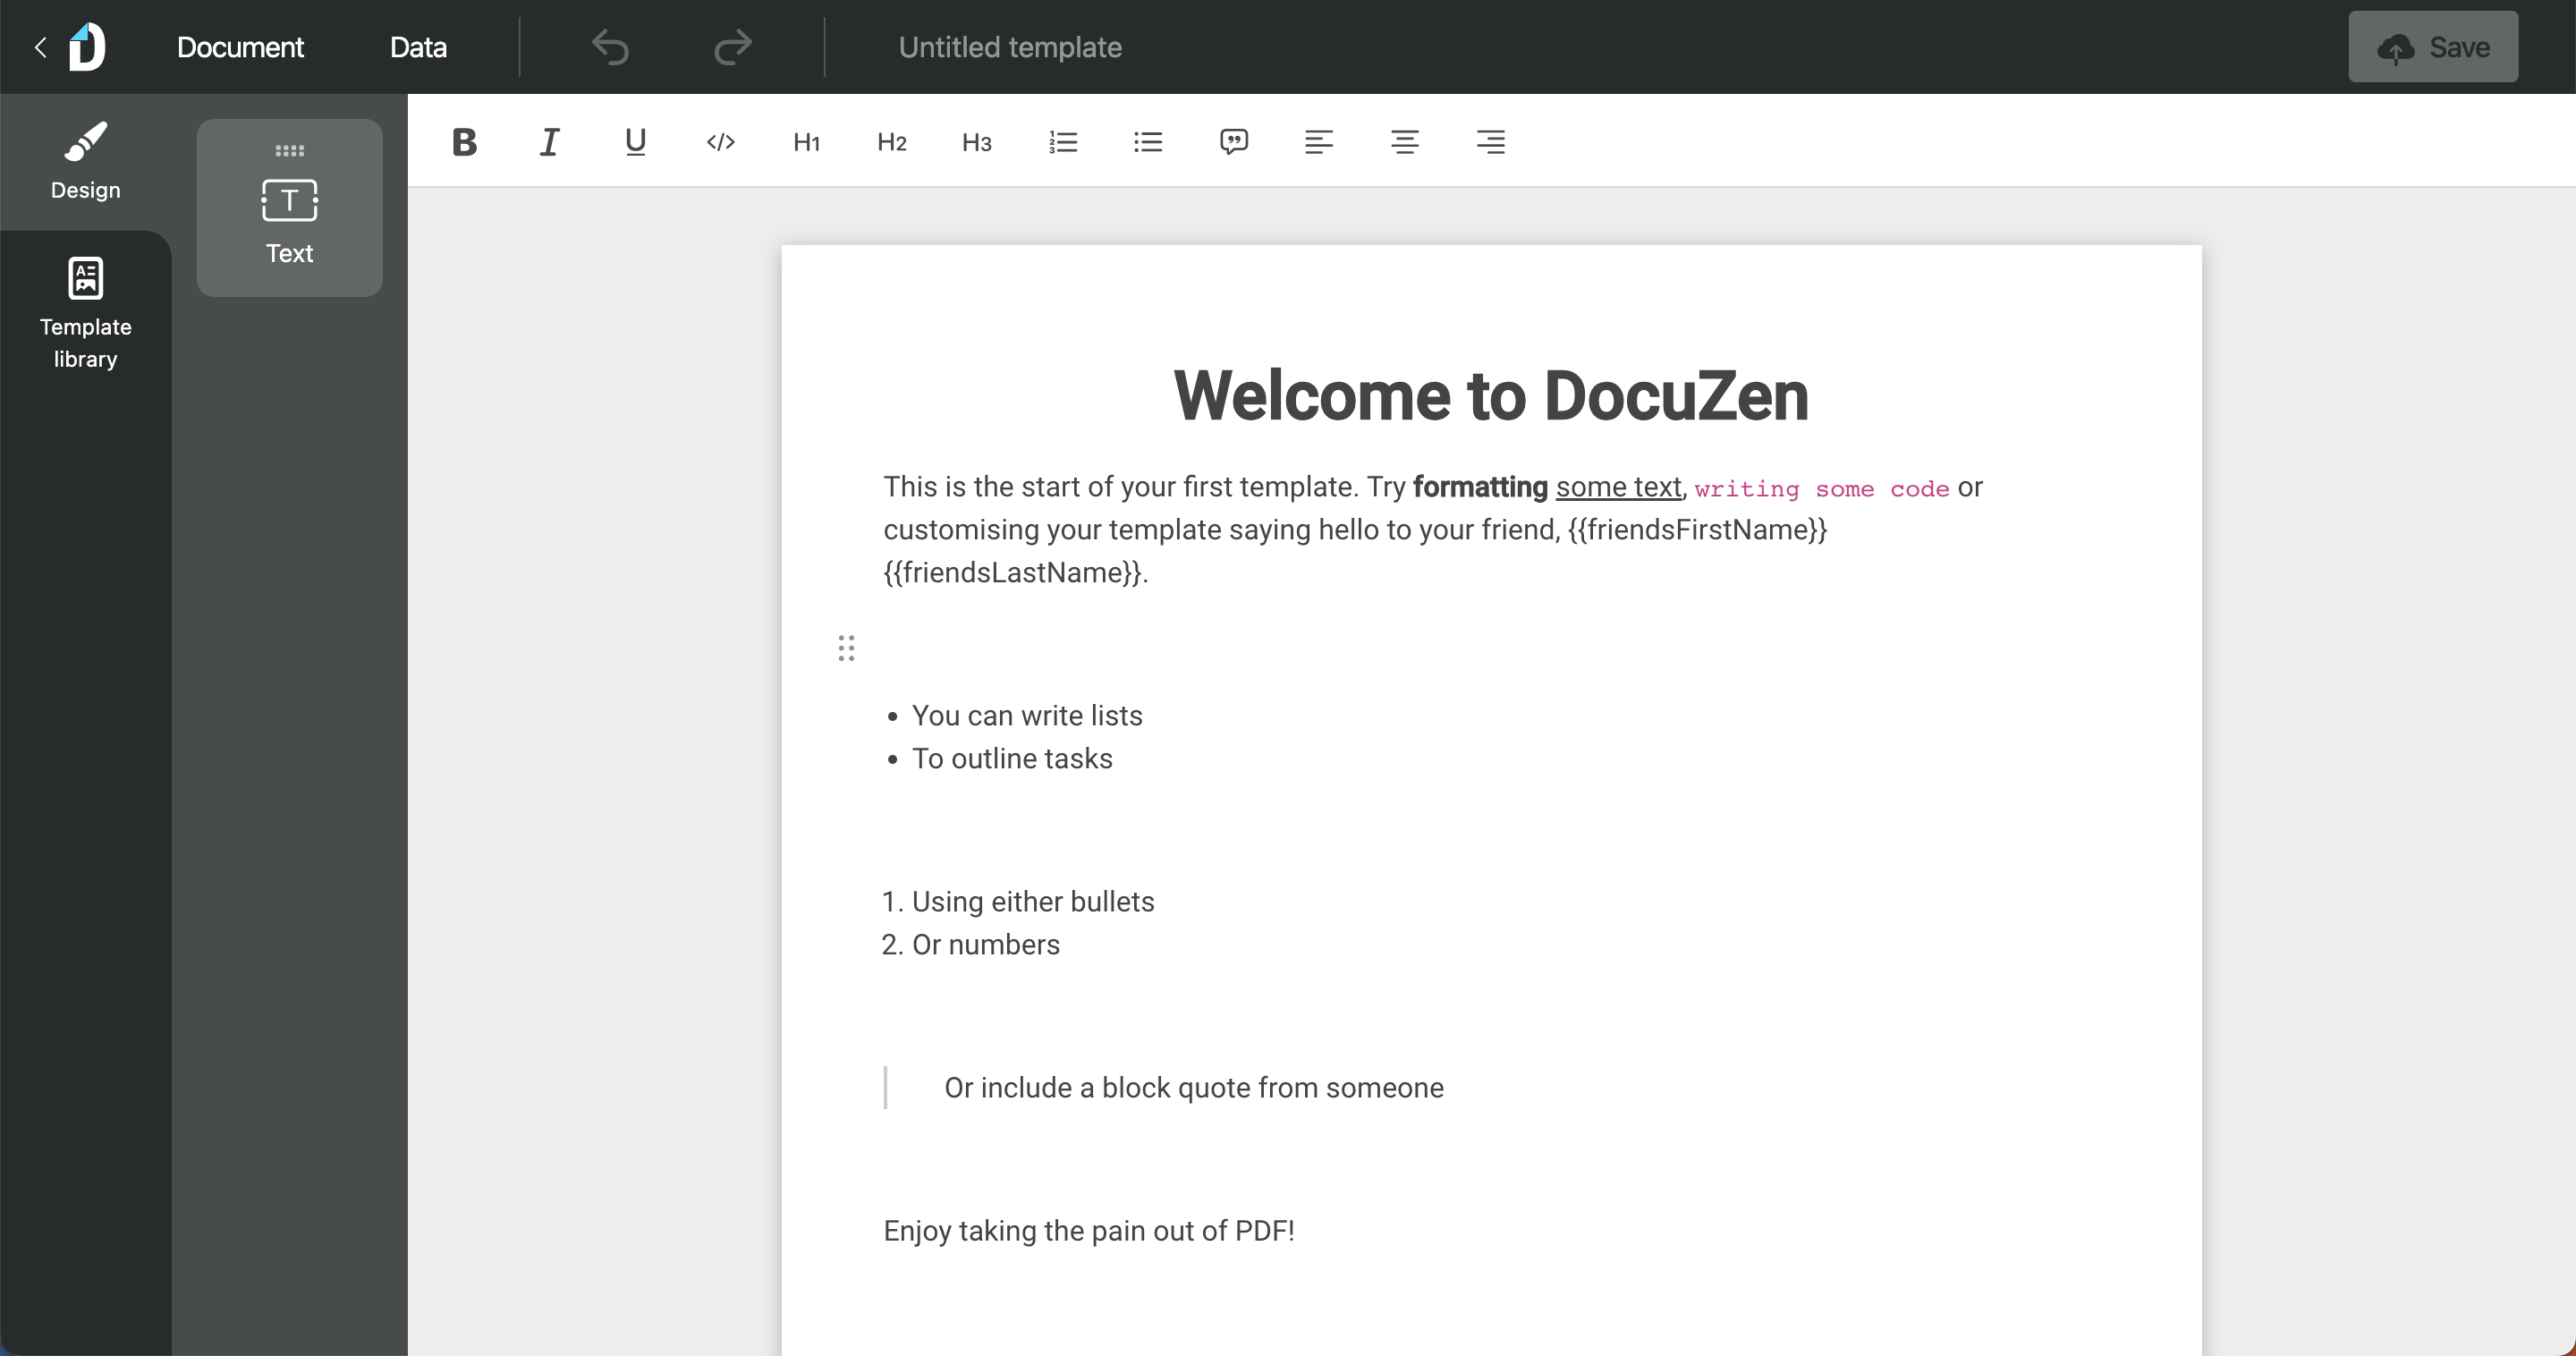 Document
Data
Untitled template
Save
Design
Template
library
Text
B I U </> H1 H2 H3
Welcome to DocuZen
This is the start of your first template. Try formatting some text, writing some code or
customising your template saying hello to your friend, {{friendsFirstName}}
{{friendsLastName}}.
• You can write lists
• To outline tasks
1. Using either bullets
2. Or numbers
Or include a block quote from someone
Enjoy taking the pain out of PDF!